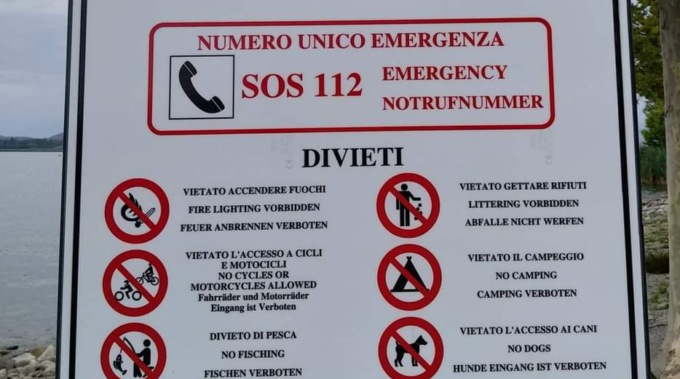 NUMERO UNICO EMERGENZA
SOS 112
EMERGENCY
NOTRUFNUMMER
DIVIETI
VIETATO ACCENDERE FUOCHI
FIRE LIGHTING VORBIDDEN
FEUER ANBRENNEN VERBOTEN
VIETATO L'ACCESSO A CICLI
E MOTOCICLI
NO CYCLES OR
MOTORCYCLES ALLOWED
Fahrräder und Motorräder
Eingang ist Verboten
DIVIETO DI PESCA
NO FISCHING
FISCHEN VERBOTEN
VIETATO GETTARE RIFIUTI
LITTERING VORBIDDEN
ABFALLE NICHT WERFEN
VIETATO IL CAMPEGGIO
NO CAMPING
CAMPING VERBOTEN
VIETATO L'ACCESSO AI CANI
NO DOGS
HUNDE EINGANG IST VERBOTEN